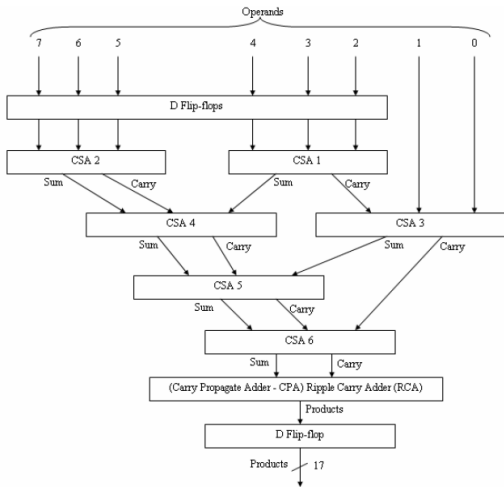 Operands
7 6 5 4 3 2 1 0
D Flip-flops
CSA 2 CSA 1
Sum Carry Sum Carry
CSA 4 CSA 3
Sum Carry Sum Carry
CSA 5
Sum Carry
CSA 6
Sum Carry
(Carry Propagate Adder - CPA) Ripple Carry Adder (RCA)
Products
D Flip-flop
Products 17